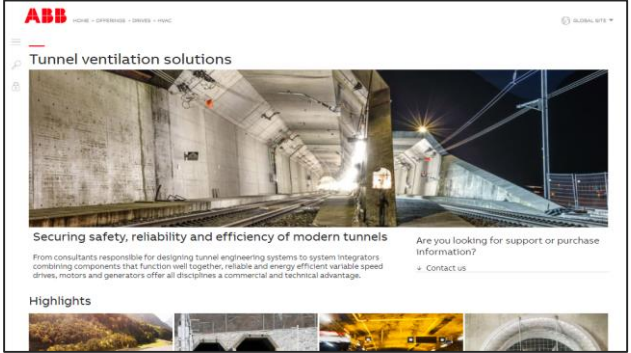 ABB
HOME > OFFERINGS > DRIVES > HVAC
GLOBAL SITE
Tunnel ventilation solutions
Securing safety, reliability and efficiency of modern tunnels
From consultants responsible for designing tunnel engineering systems to system integrators
combining components that function well together, reliable and energy efficient variable speed
drives, motors and generators offer all disciplines a commercial and technical advantage.
Are you looking for support or purchase
information?
Contact us
Highlights